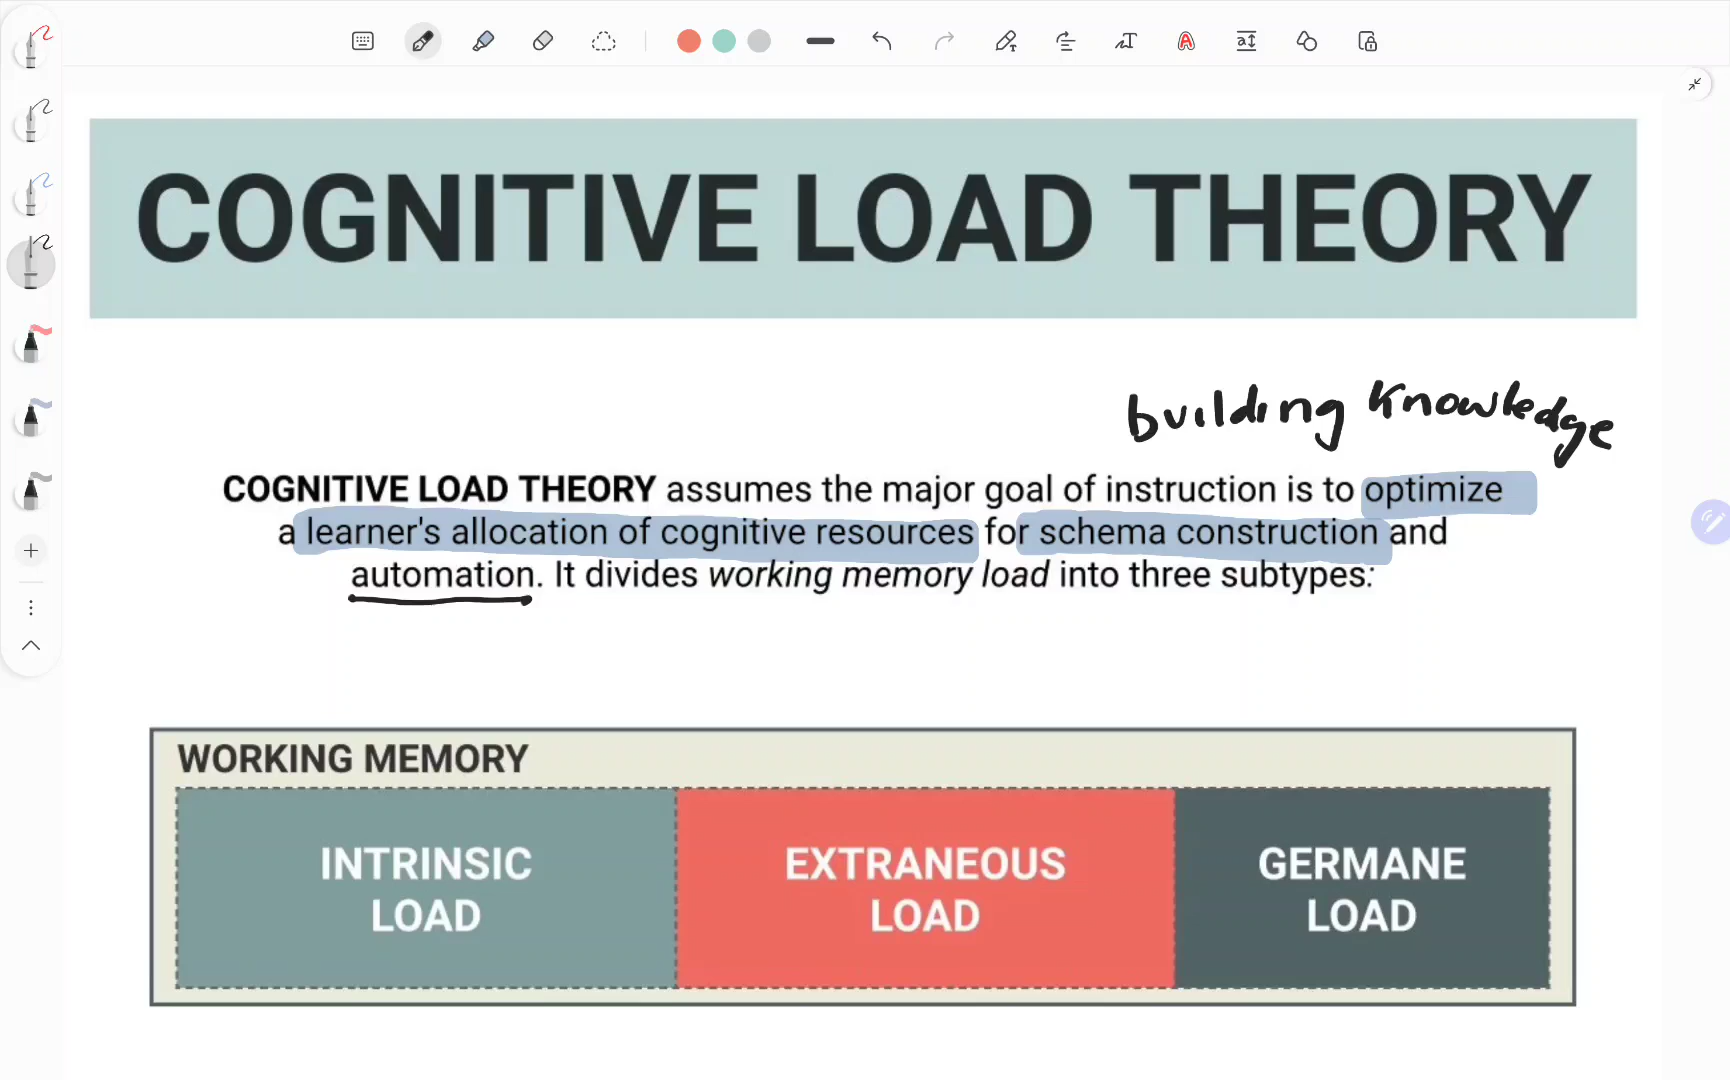 COGNITIVE LOAD THEORY
building knowledge
COGNITIVE LOAD THEORY assumes the major goal of instruction is to optimize
a learner's allocation of cognitive resources for schema construction and
automation. It divides working memory load into three subtypes:
WORKING MEMORY
INTRINSIC
LOAD
EXTRANEOUS
LOAD
GERMANE
LOAD